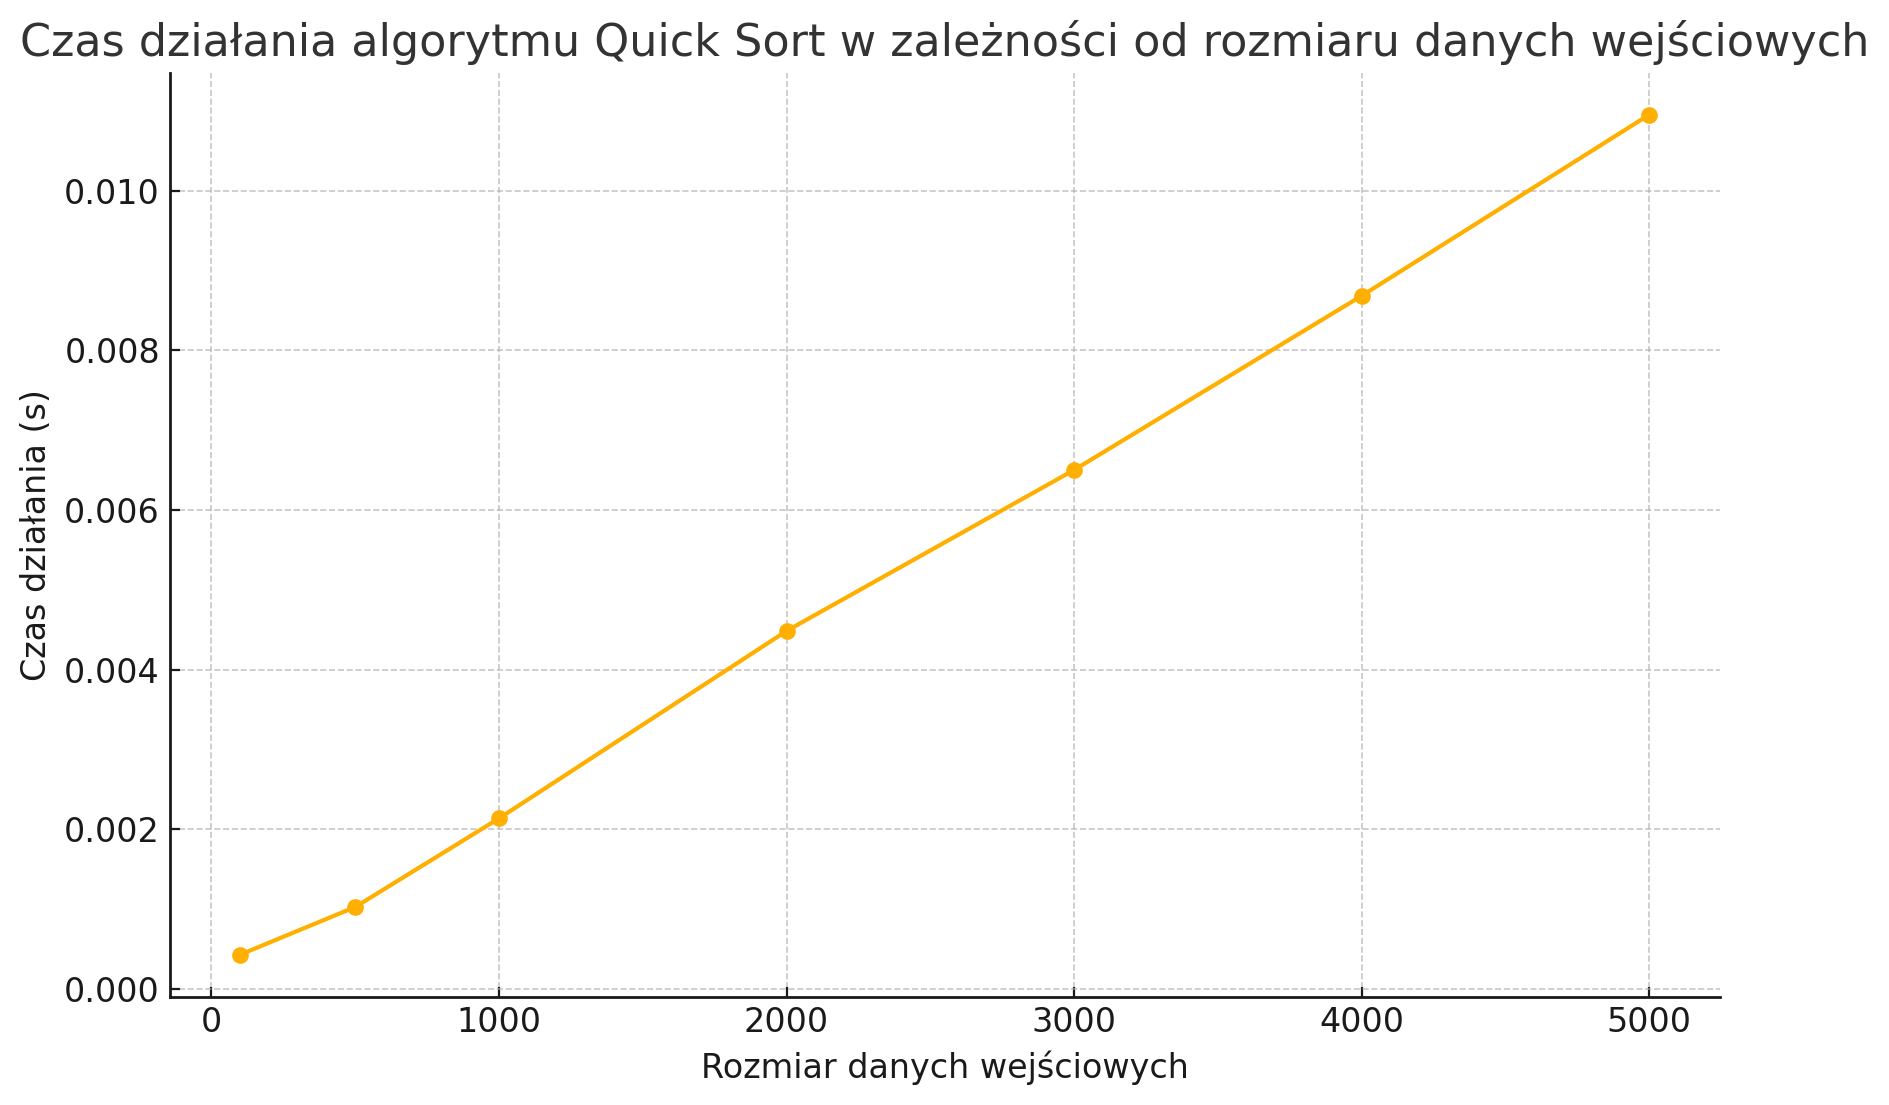 Czas działania algorytmu Quick Sort w zależności od rozmiaru danych wejściowych
Czas działania (s)
0.010
0.008
0.006
0.004
0.002
0.000
0 1000 2000 3000 4000 5000
Rozmiar danych wejściowych